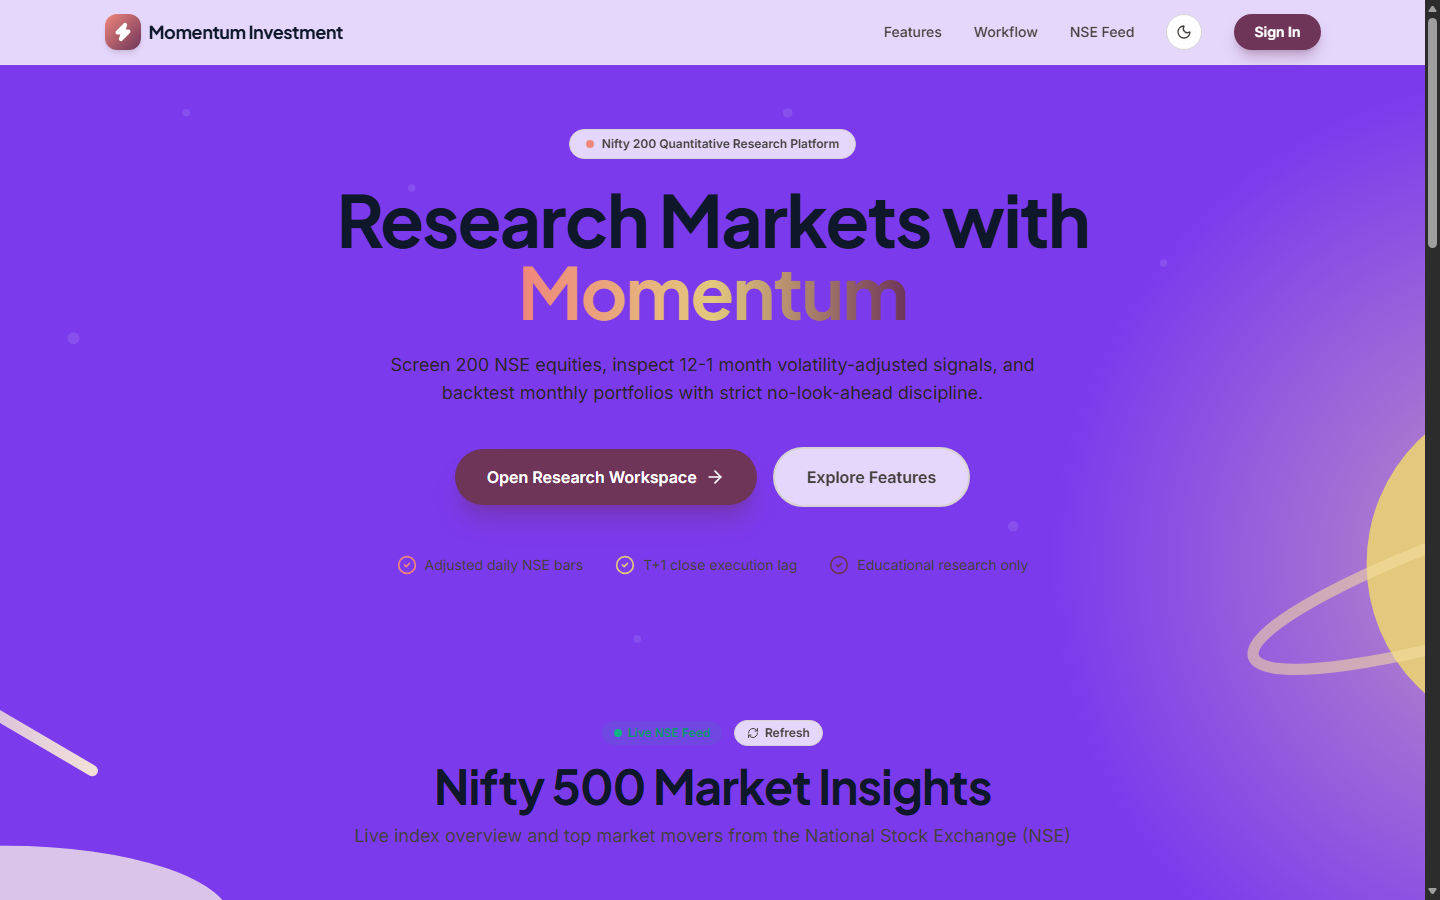 Momentum Investment
Features
Workflow
NSE Feed
Sign In
Nifty 200 Quantitative Research Platform
Research Markets with
Momentum
Screen 200 NSE equities, inspect 12-1 month volatility-adjusted signals, and
backtest monthly portfolios with strict no-look-ahead discipline.
Open Research Workspace
Explore Features
Adjusted daily NSE bars
T+1 close execution lag
Educational research only
Live NSE Feed
Refresh
Nifty 500 Market Insights
Live index overview and top market movers from the National Stock Exchange (NSE)